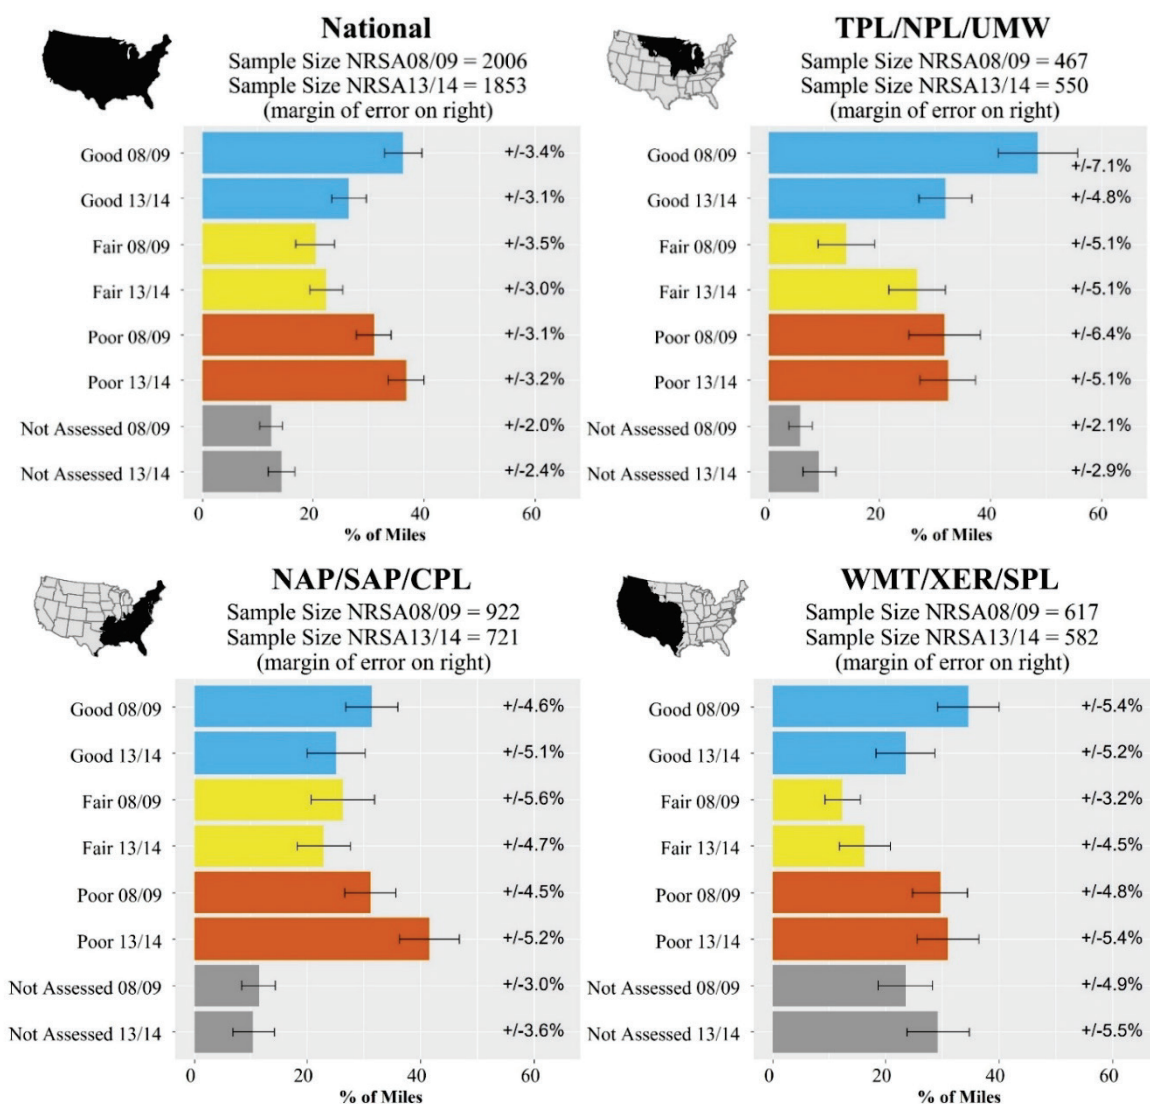 National
Sample Size NRSA08/09 = 2006
Sample Size NRSA13/14 = 1853
(margin of error on right)
Good 08/09 +/-3.4%
Good 13/14 +/-3.1%
Fair 08/09 +/-3.5%
Fair 13/14 +/-3.0%
Poor 08/09 +/-3.1%
Poor 13/14 +/-3.2%
Not Assessed 08/09 +/-2.0%
Not Assessed 13/14 +/-2.4%
0 20 40 60
% of Miles
TPL/NPL/UMW
Sample Size NRSA08/09 = 467
Sample Size NRSA13/14 = 550
(margin of error on right)
Good 08/09 +/-7.1%
Good 13/14 +/-4.8%
Fair 08/09 +/-5.1%
Fair 13/14 +/-5.1%
Poor 08/09 +/-6.4%
Poor 13/14 +/-5.1%
Not Assessed 08/09 +/-2.1%
Not Assessed 13/14 +/-2.9%
0 20 40 60
% of Miles
NAP/SAP/CPL
Sample Size NRSA08/09 = 922
Sample Size NRSA13/14 = 721
(margin of error on right)
Good 08/09 +/-4.6%
Good 13/14 +/-5.1%
Fair 08/09 +/-5.6%
Fair 13/14 +/-4.7%
Poor 08/09 +/-4.5%
Poor 13/14 +/-5.2%
Not Assessed 08/09 +/-3.0%
Not Assessed 13/14 +/-3.6%
0 20 40 60
% of Miles
WMT/XER/SPL
Sample Size NRSA08/09 = 617
Sample Size NRSA13/14 = 582
(margin of error on right)
Good 08/09 +/-5.4%
Good 13/14 +/-5.2%
Fair 08/09 +/-3.2%
Fair 13/14 +/-4.5%
Poor 08/09 +/-4.8%
Poor 13/14 +/-5.4%
Not Assessed 08/09 +/-4.9%
Not Assessed 13/14 +/-5.5%
0 20 40 60
% of Miles